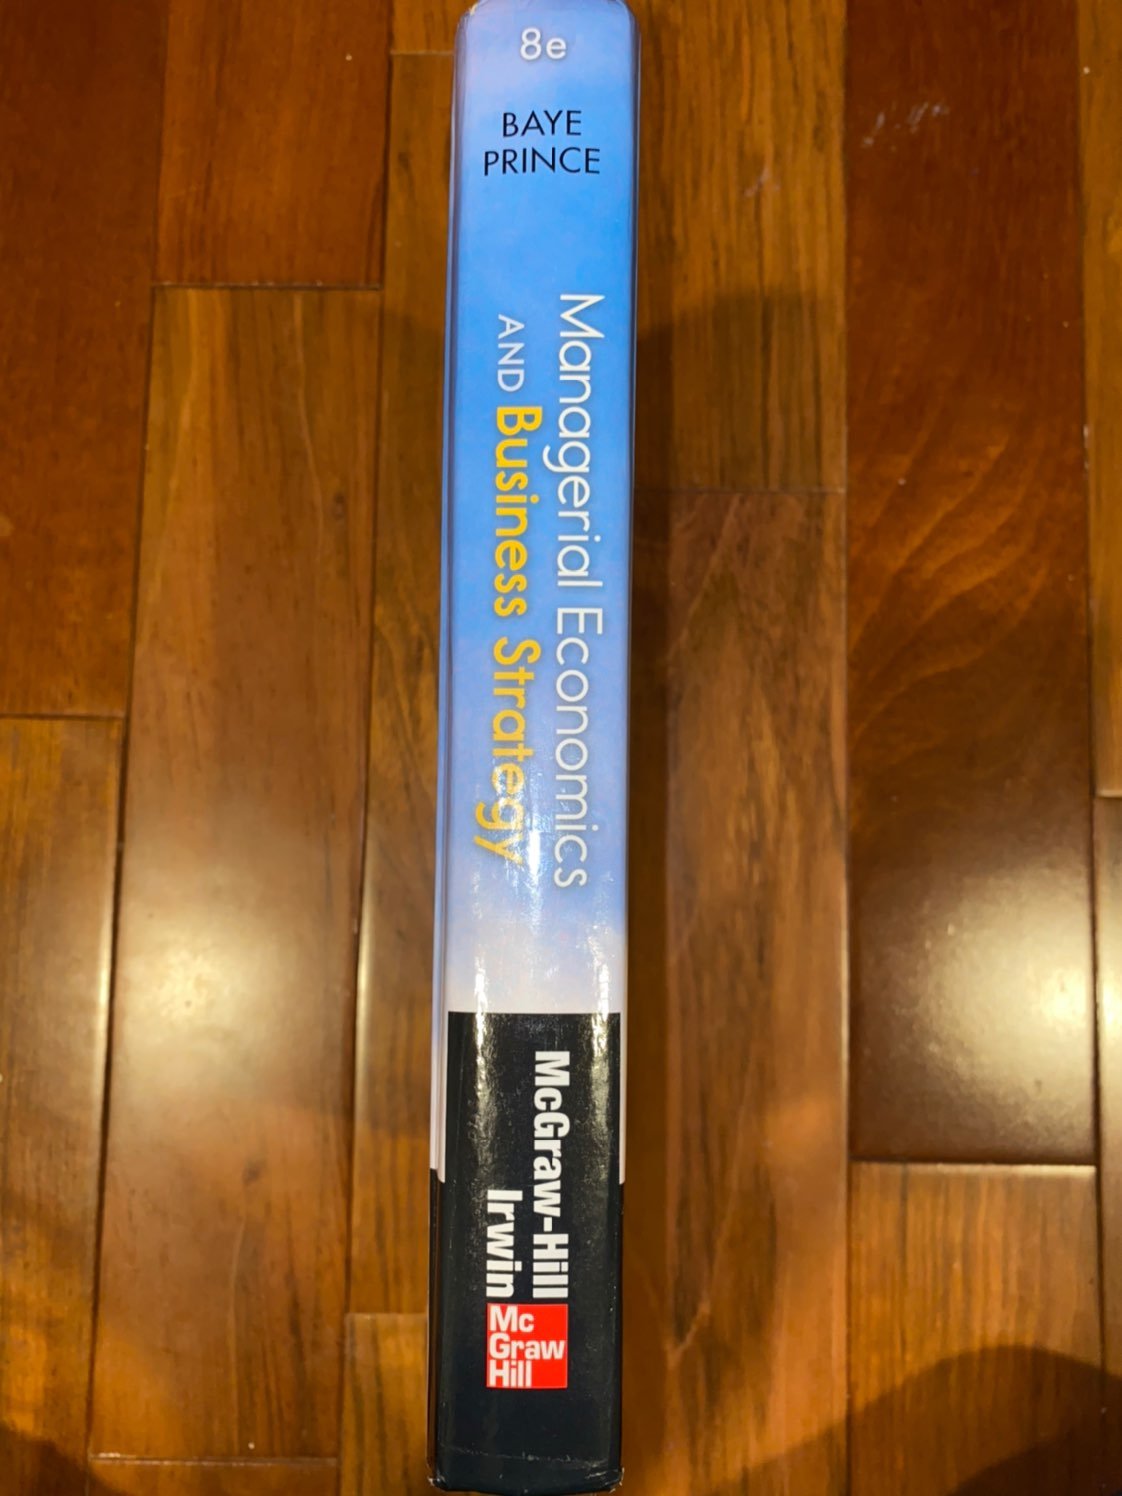 8e
BAYE
PRINCE
Managerial Economics
AND Business Strategy
McGraw-Hill
Irwin
Mc
Graw
Hill